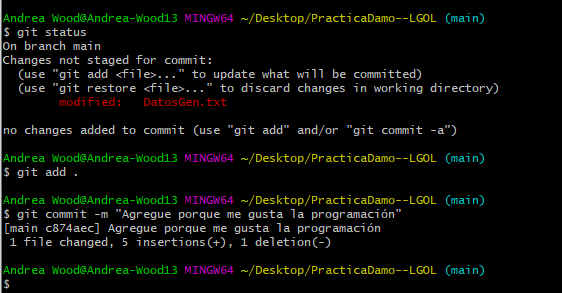 Andrea Wood@Andrea-Wood13 MINGW64 ~/Desktop/PracticaDamo--LGOL (main)
$ git status
On branch main
Changes not staged for commit:
  (use "git add <file>..." to update what will be committed)
  (use "git restore <file>..." to discard changes in working directory)
        modified:   DatosGen.txt

no changes added to commit (use "git add" and/or "git commit -a")

Andrea Wood@Andrea-Wood13 MINGW64 ~/Desktop/PracticaDamo--LGOL (main)
$ git add .

Andrea Wood@Andrea-Wood13 MINGW64 ~/Desktop/PracticaDamo--LGOL (main)
$ git commit -m "Agregue porque me gusta la programación"
[main c874aec] Agregue porque me gusta la programación
 1 file changed, 5 insertions(+), 1 deletion(-)

Andrea Wood@Andrea-Wood13 MINGW64 ~/Desktop/PracticaDamo--LGOL (main)
$